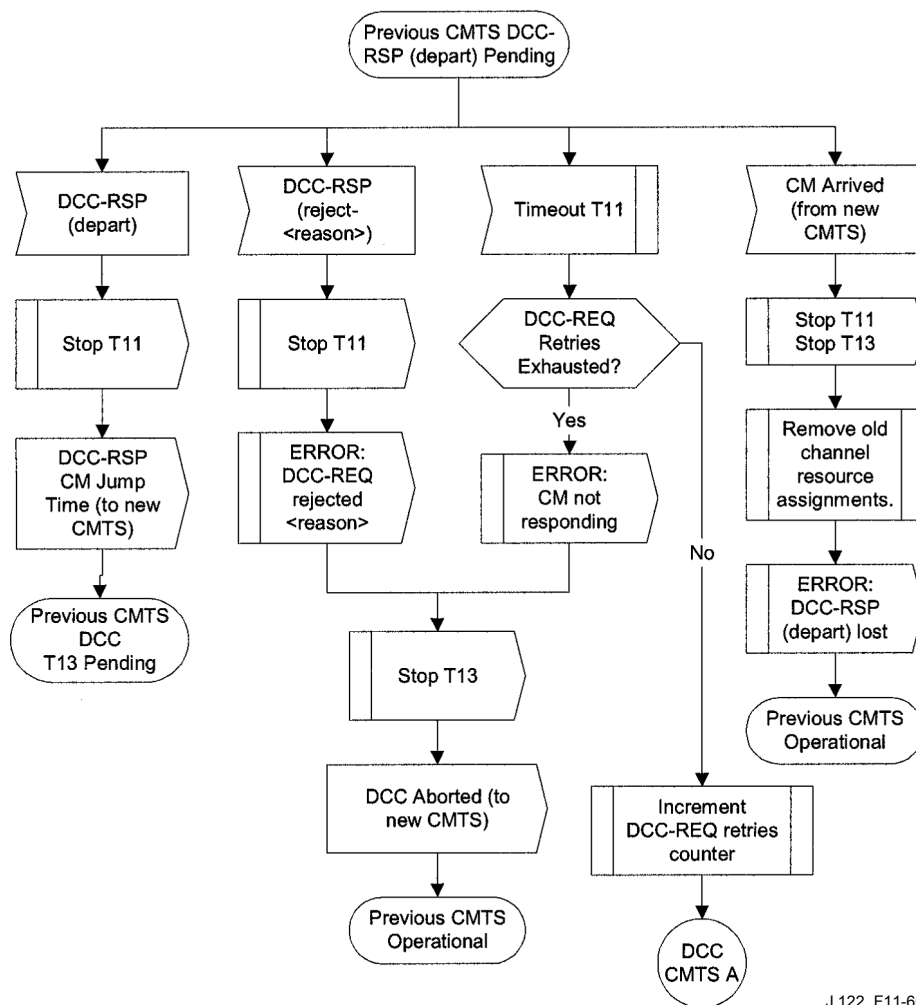 Previous CMTS DCC-
RSP (depart) Pending
DCC-RSP
(depart)
DCC-RSP
(reject-
<reason>)
Timeout T11
CM Arrived
(from new
CMTS)
Stop T11
Stop T11
DCC-REQ
Retries
Exhausted?
Stop T11
Stop T13
Yes
DCC-RSP
CM Jump
Time (to new
CMTS)
ERROR:
DCC-REQ
rejected
<reason>
ERROR:
CM not
responding
Remove old
channel
resource
assignments.
No
Previous CMTS
DCC
T13 Pending
ERROR:
DCC-RSP
(depart) lost
Stop T13
Previous CMTS
Operational
DCC Aborted (to
new CMTS)
Increment
DCC-REQ retries
counter
Previous CMTS
Operational
DCC
CMTS A
J.122_F11-6